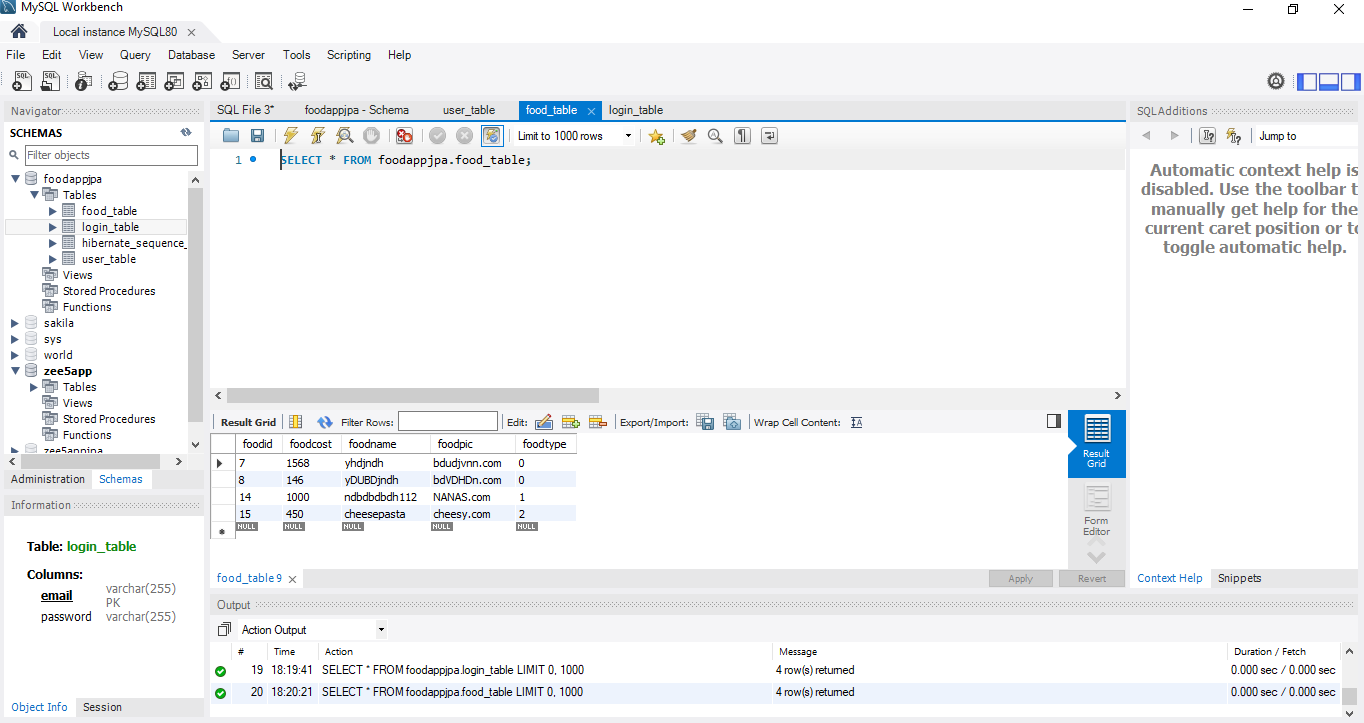 MySQL Workbench
Local instance MySQL80
File Edit View Query Database Server Tools Scripting Help
Navigator
SCHEMAS
Filter objects
foodappjpa
Tables
food_table
login_table
hibernate_sequence_
user_table
Views
Stored Procedures
Functions
sakila
sys
world
zee5app
Tables
Views
Stored Procedures
Functions
zee5appjpa
Administration Schemas
Information
Table: login_table
Columns:
email varchar(255)
PK
password varchar(255)
Object Info Session
SQL File 3* foodappjpa - Schema user_table food_table login_table
Limit to 1000 rows
1 SELECT * FROM foodappjpa.food_table;
Result Grid Filter Rows: Edit: Export/Import: Wrap Cell Content:
foodid foodcost foodname foodpic foodtype
7 1568 yhdjndh bdudjvnn.com 0
8 146 yDUBDjndh bdVDHDn.com 0
14 1000 ndbdbdbdh112 NANAS.com 1
15 450 cheesepasta cheesy.com 2
NULL NULL NULL NULL NULL
Result
Grid
Form
Editor
food_table 9 Apply Revert
Output
Action Output
# Time Action Message Duration / Fetch
19 18:19:41 SELECT * FROM foodappjpa.login_table LIMIT 0, 1000 4 row(s) returned 0.000 sec / 0.000 sec
20 18:20:21 SELECT * FROM foodappjpa.food_table LIMIT 0, 1000 4 row(s) returned 0.000 sec / 0.000 sec
SQLAdditions
Jump to
Automatic context help is
disabled. Use the toolbar t
manually get help for the
current caret position or to
toggle automatic help.
Context Help Snippets